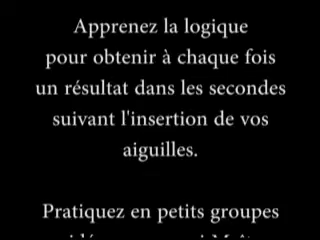 Apprenez la logique
pour obtenir à chaque fois
un résultat dans les secondes
suivant l'insertion de vos
aiguilles.
Pratiquez en petits groupes